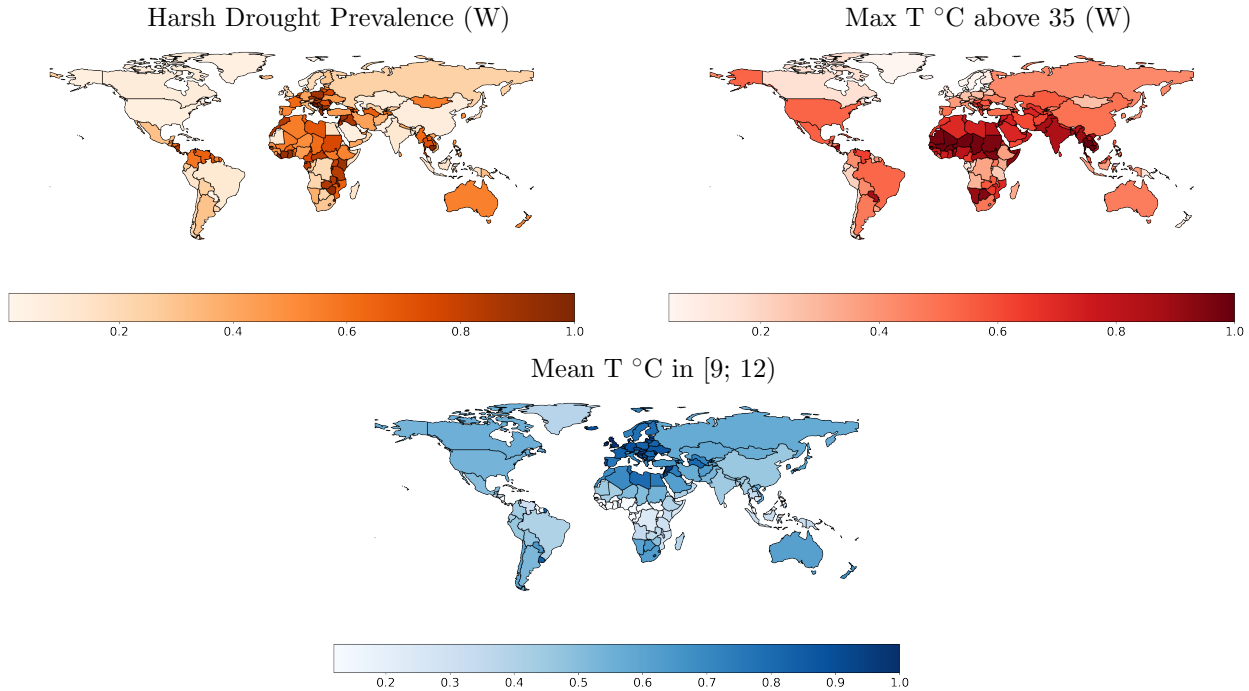 Harsh Drought Prevalence (W)
Max T °C above 35 (W)
0.2 0.4 0.6 0.8 1.0
0.2 0.4 0.6 0.8 1.0
Mean T °C in [9; 12)
0.2 0.3 0.4 0.5 0.6 0.7 0.8 0.9 1.0